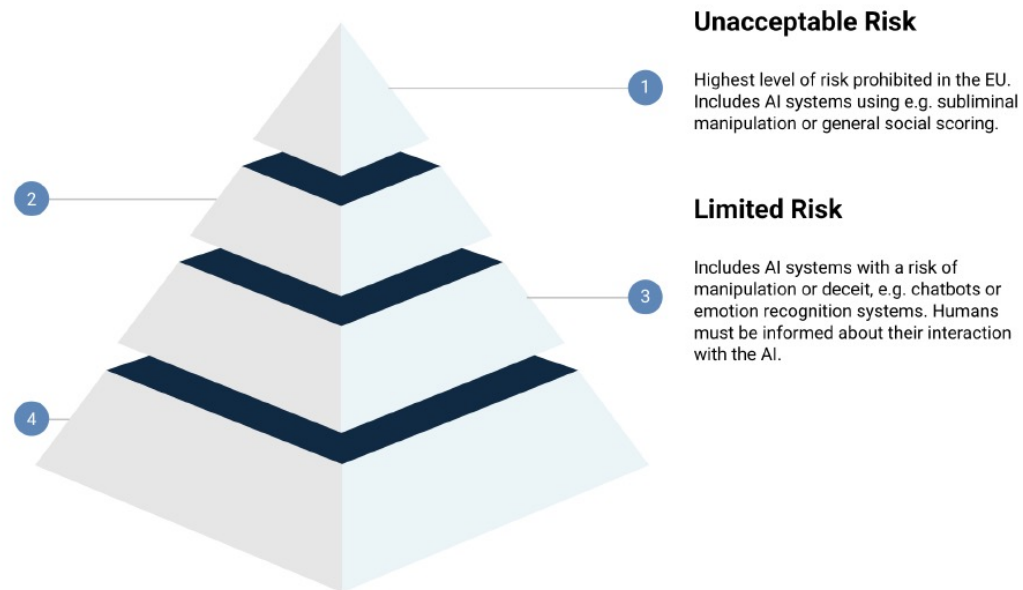 Unacceptable Risk
1
Highest level of risk prohibited in the EU.
Includes AI systems using e.g. subliminal
manipulation or general social scoring.
2
Limited Risk
3
Includes AI systems with a risk of
manipulation or deceit, e.g. chatbots or
emotion recognition systems. Humans
must be informed about their interaction
with the AI.
4